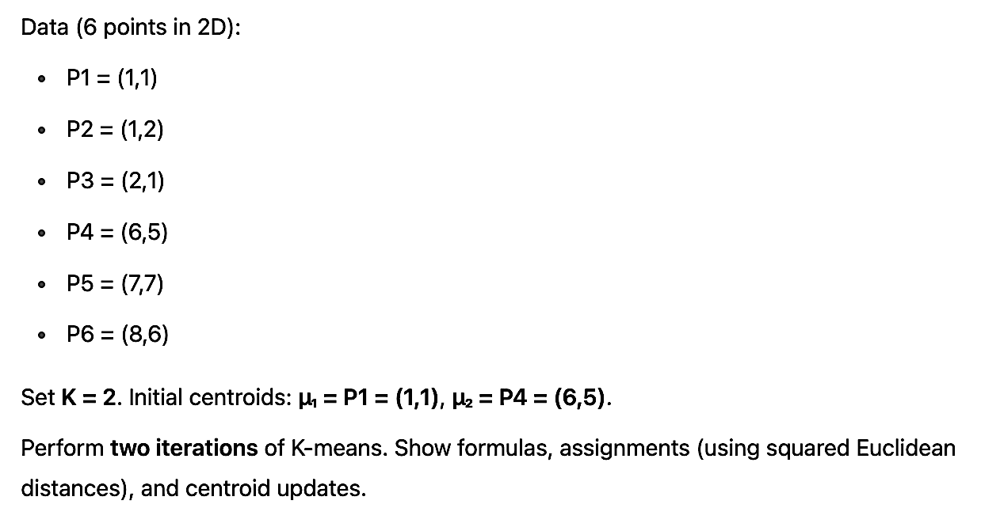 Data (6 points in 2D):
• P1 = (1,1)
• P2 = (1,2)
• P3 = (2,1)
• P4 = (6,5)
• P5 = (7,7)
• P6 = (8,6)
Set K = 2. Initial centroids: μ₁ = P1 = (1,1), μ₂ = P4 = (6,5).
Perform two iterations of K-means. Show formulas, assignments (using squared Euclidean
distances), and centroid updates.